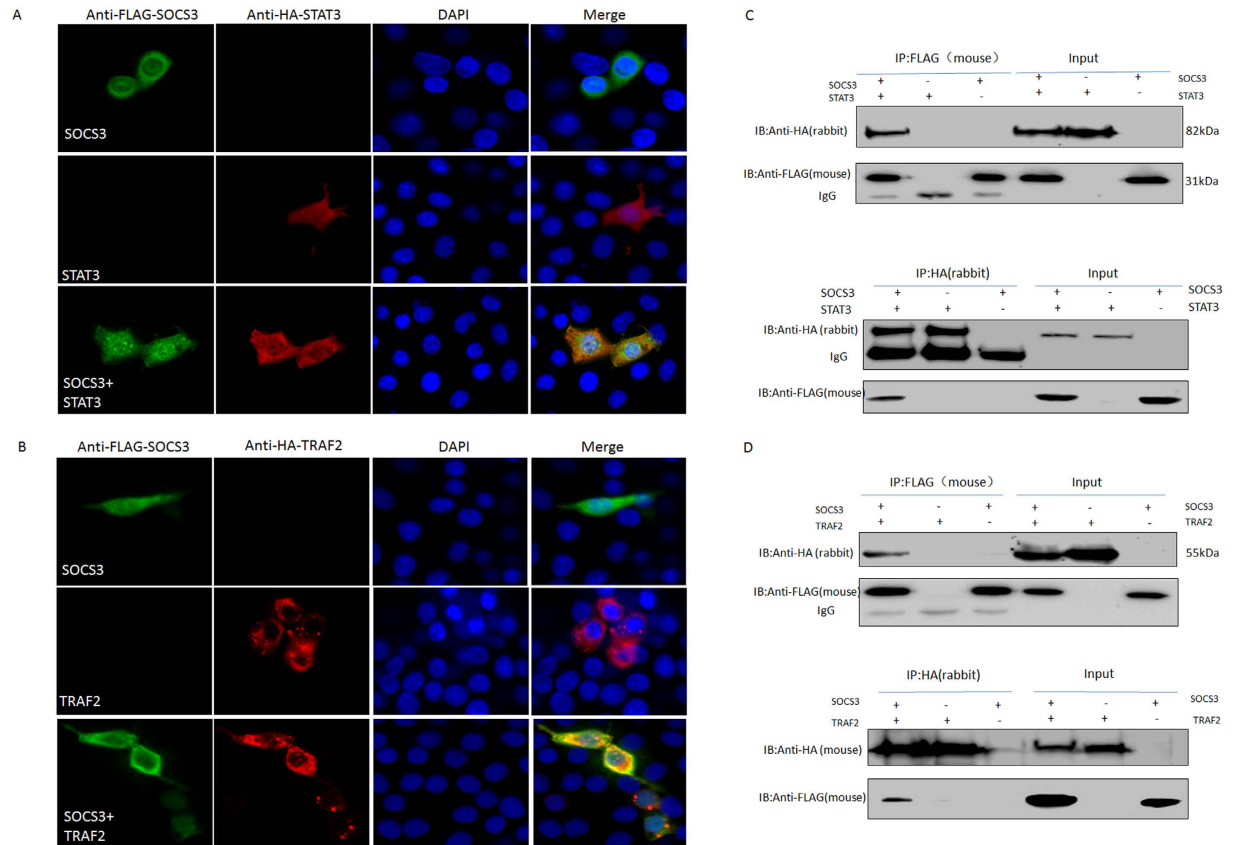 A
Anti-FLAG-SOCS3 Anti-HA-STAT3 DAPI Merge
SOCS3
STAT3
SOCS3+
STAT3
B
Anti-FLAG-SOCS3 Anti-HA-TRAF2 DAPI Merge
SOCS3
TRAF2
SOCS3+
TRAF2
C
IP:FLAG（mouse） Input
SOCS3 + - + + - + SOCS3
STAT3 + + - + + - STAT3
IB:Anti-HA(rabbit) 82kDa
IB:Anti-FLAG(mouse) 31kDa
IgG
IP:HA(rabbit) Input
SOCS3 + - + + - + SOCS3
STAT3 + + - + + - STAT3
IB:Anti-HA (rabbit)
IgG
IB:Anti-FLAG(mouse)
D
IP:FLAG（mouse） Input
SOCS3 + - + + - + SOCS3
TRAF2 + + - + + - TRAF2
IB:Anti-HA (rabbit) 55kDa
IB:Anti-FLAG(mouse)
IgG
IP:HA(rabbit) Input
SOCS3 + - + + - + SOCS3
TRAF2 + + - + + - TRAF2
IB:Anti-HA (mouse)
IB:Anti-FLAG(mouse)